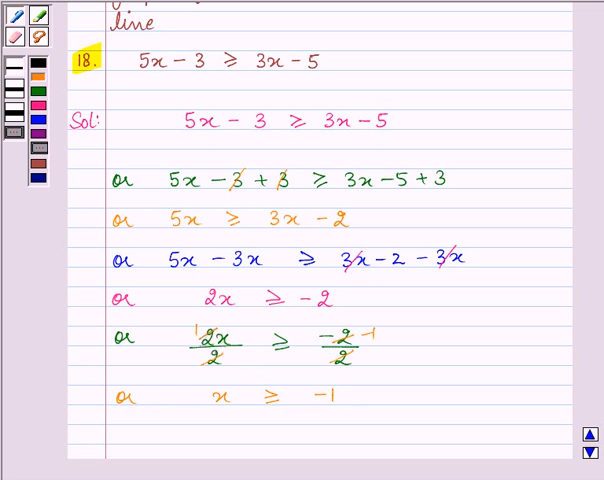 line
18. 5x - 3 ≥ 3x - 5
Sol: 5x - 3 ≥ 3x - 5
or 5x - 3 + 3 ≥ 3x - 5 + 3
or 5x ≥ 3x - 2
or 5x - 3x ≥ 3x - 2 - 3x
or 2x ≥ -2
or 1 2x/2 ≥ -2/2 -1
or x ≥ -1